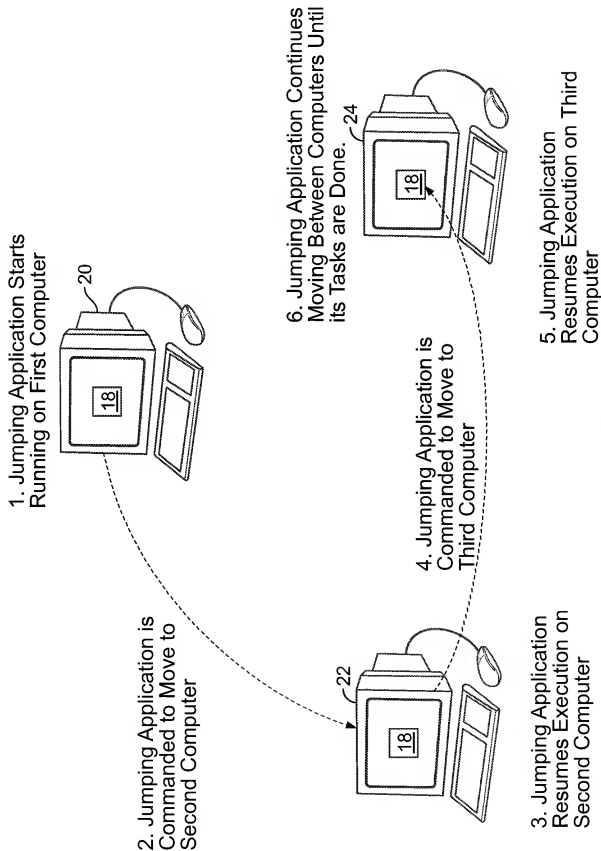 1. Jumping Application Starts
Running on First Computer
20
18
2. Jumping Application is
Commanded to Move to
Second Computer
22
18
3. Jumping Application
Resumes Execution on
Second Computer
4. Jumping Application is
Commanded to Move to
Third Computer
24
18
5. Jumping Application
Resumes Execution on Third
Computer
6. Jumping Application Continues
Moving Between Computers Until
its Tasks are Done.